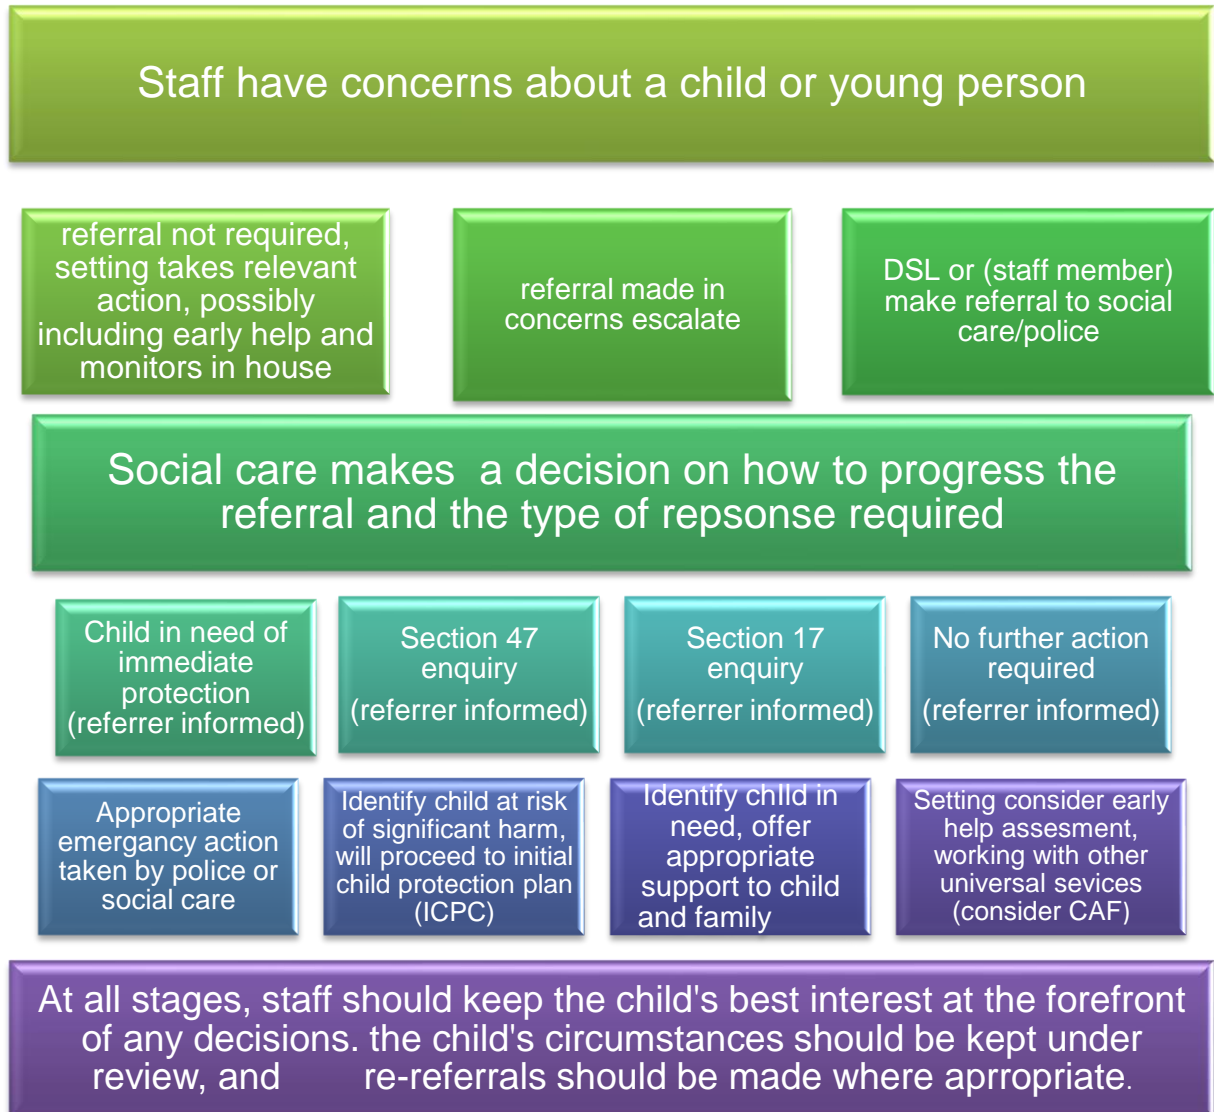 Staff have concerns about a child or young person
referral not required,
setting takes relevant
action, possibly
including early help and
monitors in house
referral made in
concerns escalate
DSL or (staff member)
make referral to social
care/police
Social care makes  a decision on how to progress the
referral and the type of repsonse required
Child in need of
immediate
protection
(referrer informed)
Section 47
enquiry
(referrer informed)
Section 17
enquiry
(referrer informed)
No further action
required
(referrer informed)
Appropriate
emergancy action
taken by police or
social care
Identify child at risk
of significant harm,
will proceed to initial
child protection plan
(ICPC)
Identify chIld in
need, offer
appropriate
support to child
and family
Setting consider early
help assesment,
working with other
universal sevices
(consider CAF)
At all stages, staff should keep the child's best interest at the forefront
of any decisions. the child's circumstances should be kept under
review, and re-referrals should be made where aprropriate.